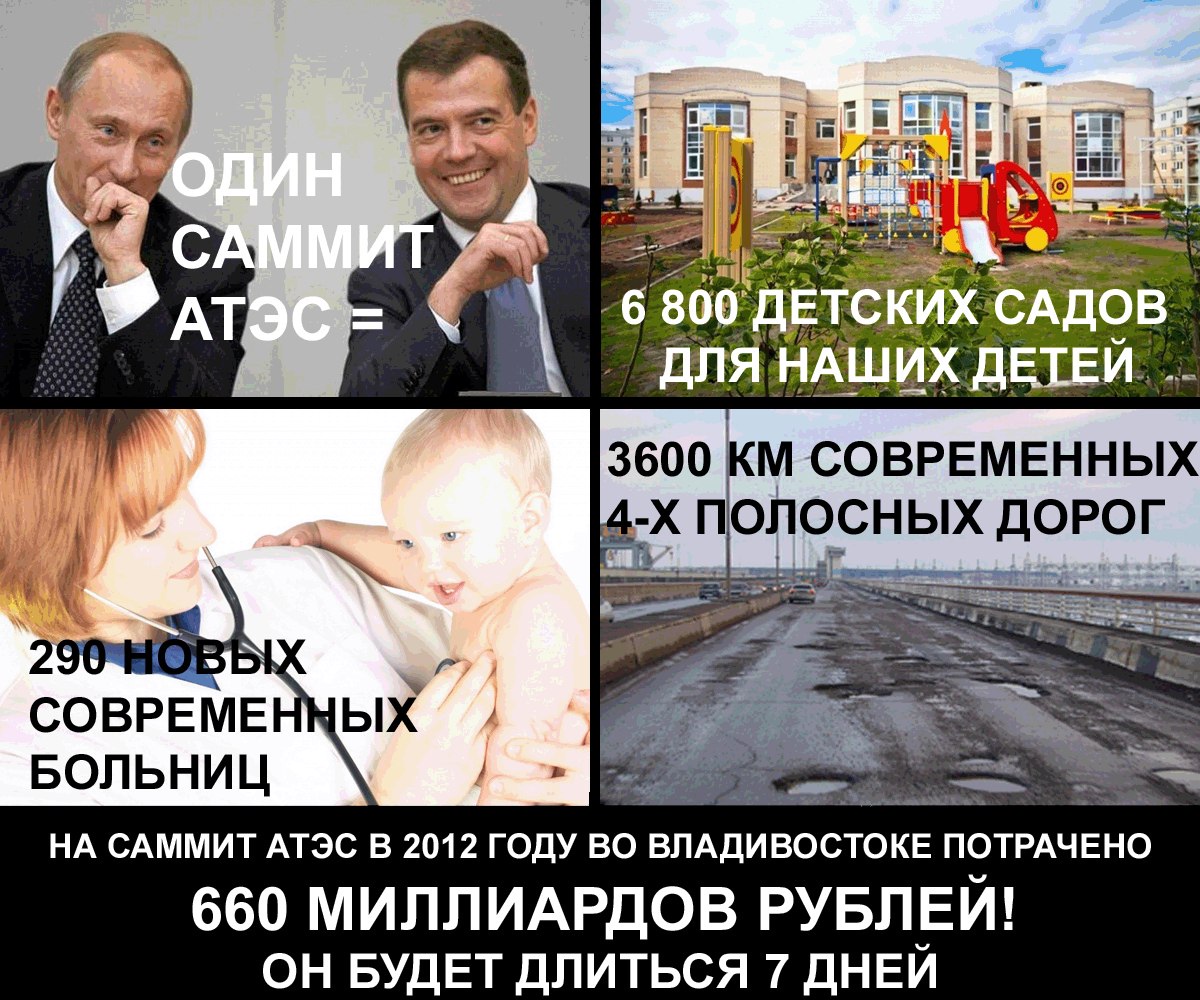 ОДИН
САММИТ
АТЭС =
6 800 ДЕТСКИХ САДОВ
ДЛЯ НАШИХ ДЕТЕЙ
290 НОВЫХ
СОВРЕМЕННЫХ
БОЛЬНИЦ
3600 КМ СОВРЕМЕННЫХ
4-Х ПОЛОСНЫХ ДОРОГ
НА САММИТ АТЭС В 2012 ГОДУ ВО ВЛАДИВОСТОКЕ ПОТРАЧЕНО
660 МИЛЛИАРДОВ РУБЛЕЙ!
ОН БУДЕТ ДЛИТЬСЯ 7 ДНЕЙ